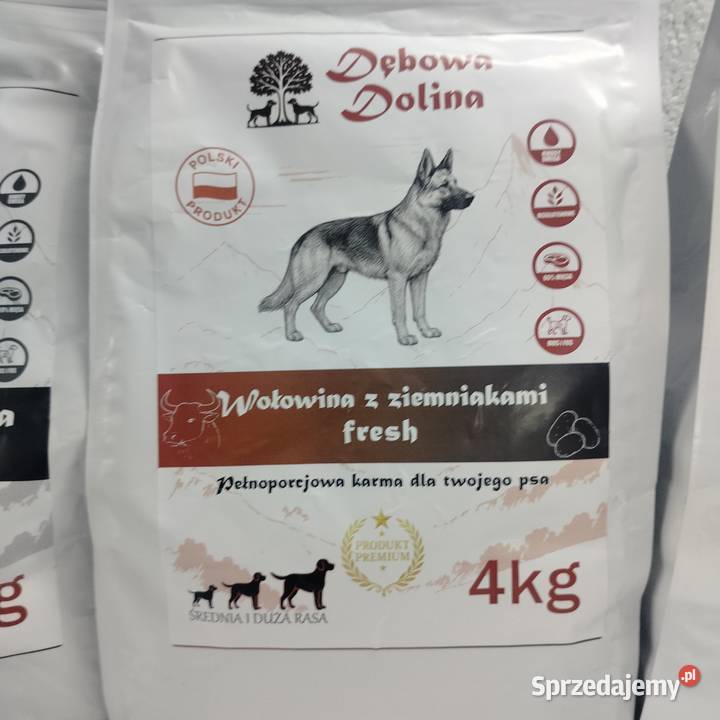 Dębowa
Dolina
POLSKI
PRODUKT
Wołowina z ziemniakami
fresh
Pełnoporcjowa karma dla twojego psa
PRODUKT
PREMIUM
ŚREDNIA I DUŻA RASA
4kg
a
g
Sprzedajemy.pl